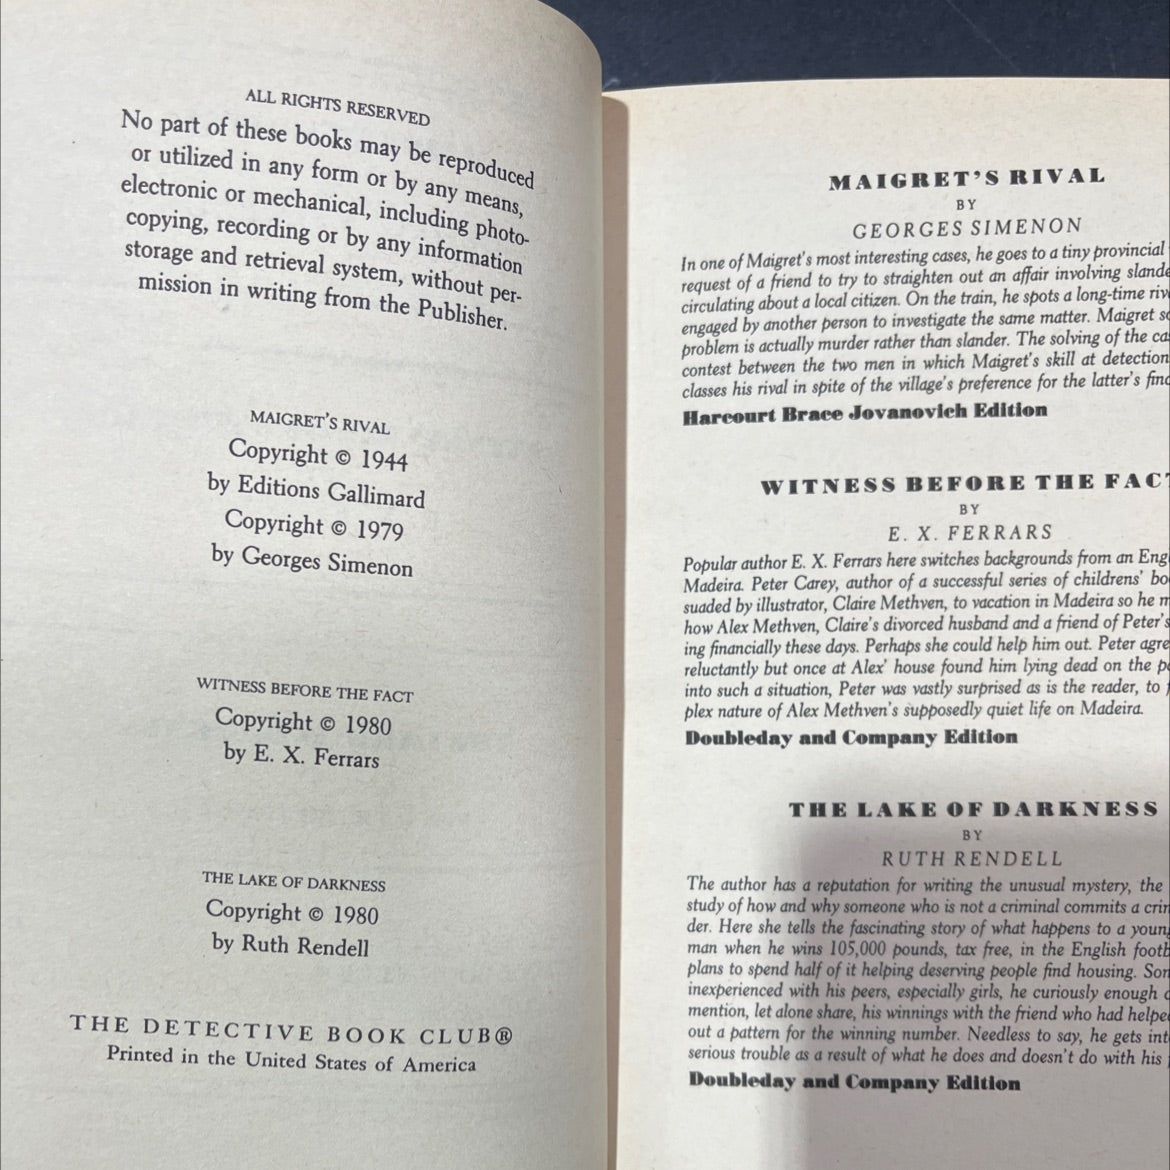 ALL RIGHTS RESERVED
No part of these books may be reproduced
or utilized in any form or by any means,
electronic or mechanical, including photo-
copying, recording or by any information
storage and retrieval system, without per-
mission in writing from the Publisher.
MAIGRET'S RIVAL
Copyright © 1944
by Editions Gallimard
Copyright © 1979
by Georges Simenon
WITNESS BEFORE THE FACT
Copyright © 1980
by E. X. Ferrars
THE LAKE OF DARKNESS
Copyright © 1980
by Ruth Rendell
THE DETECTIVE BOOK CLUB®
Printed in the United States of America
MAIGRET'S RIVAL
BY
GEORGES SIMENON
In one of Maigret's most interesting cases, he goes to a tiny provincial
request of a friend to try to straighten out an affair involving slande
circulating about a local citizen. On the train, he spots a long-time riv
engaged by another person to investigate the same matter. Maigret so
problem is actually murder rather than slander. The solving of the ca
contest between the two men in which Maigret's skill at detection
classes his rival in spite of the village's preference for the latter's find
Harcourt Brace Jovanovich Edition
WITNESS BEFORE THE FACT
BY
E. X. FERRARS
Popular author E. X. Ferrars here switches backgrounds from an Eng
Madeira. Peter Carey, author of a successful series of childrens' bo
suaded by illustrator, Claire Methven, to vacation in Madeira so he m
how Alex Methven, Claire's divorced husband and a friend of Peter's
ing financially these days. Perhaps she could help him out. Peter agre
reluctantly but once at Alex' house found him lying dead on the p
into such a situation, Peter was vastly surprised as is the reader, to f
plex nature of Alex Methven's supposedly quiet life on Madeira.
Doubleday and Company Edition
THE LAKE OF DARKNESS
BY
RUTH RENDELL
The author has a reputation for writing the unusual mystery, the
study of how and why someone who is not a criminal commits a crin
der. Here she tells the fascinating story of what happens to a young
man when he wins 105,000 pounds, tax free, in the English footb
plans to spend half of it helping deserving people find housing. Som
inexperienced with his peers, especially girls, he curiously enough d
mention, let alone share, his winnings with the friend who had helpe
out a pattern for the winning number. Needless to say, he gets int
serious trouble as a result of what he does and doesn't do with his
Doubleday and Company Edition